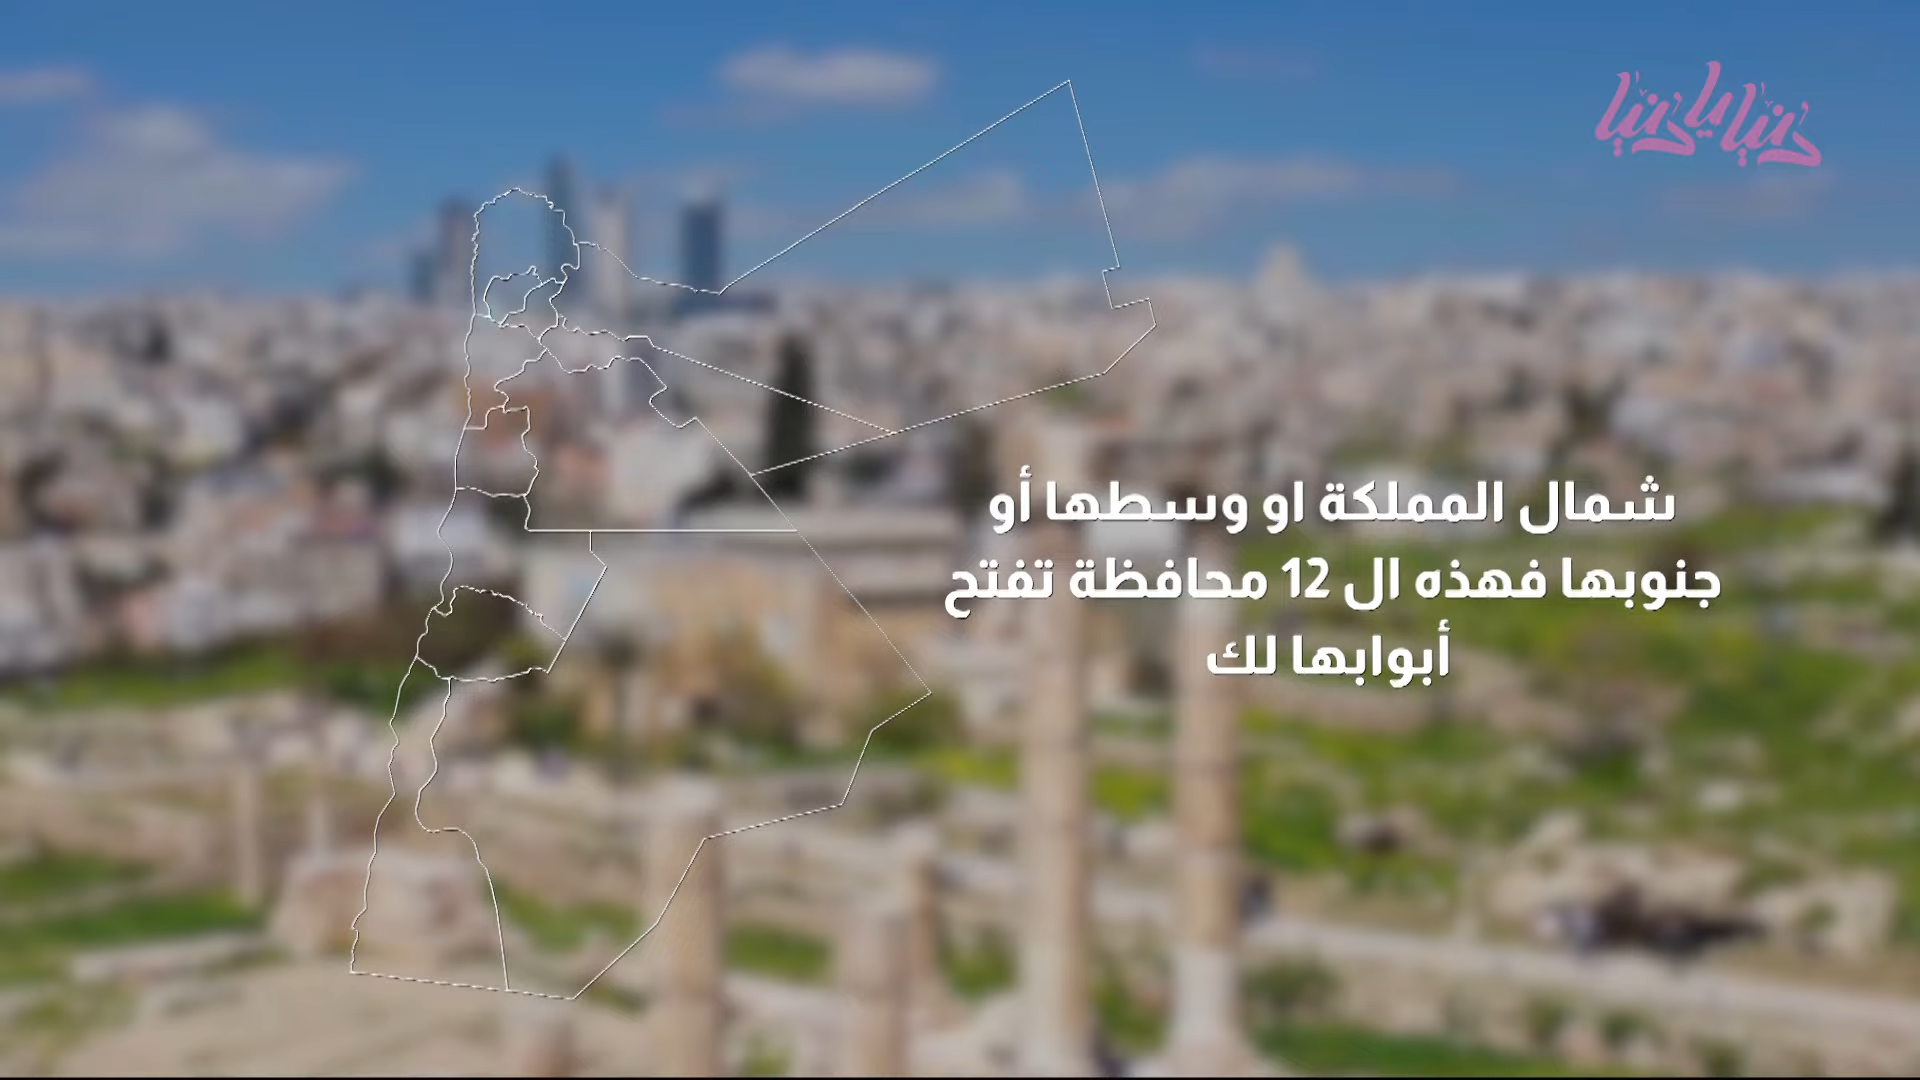 دنيا يا دنيا
شمال المملكة او وسطها أو
جنوبها فهذه ال 12 محافظة تفتح
أبوابها لك